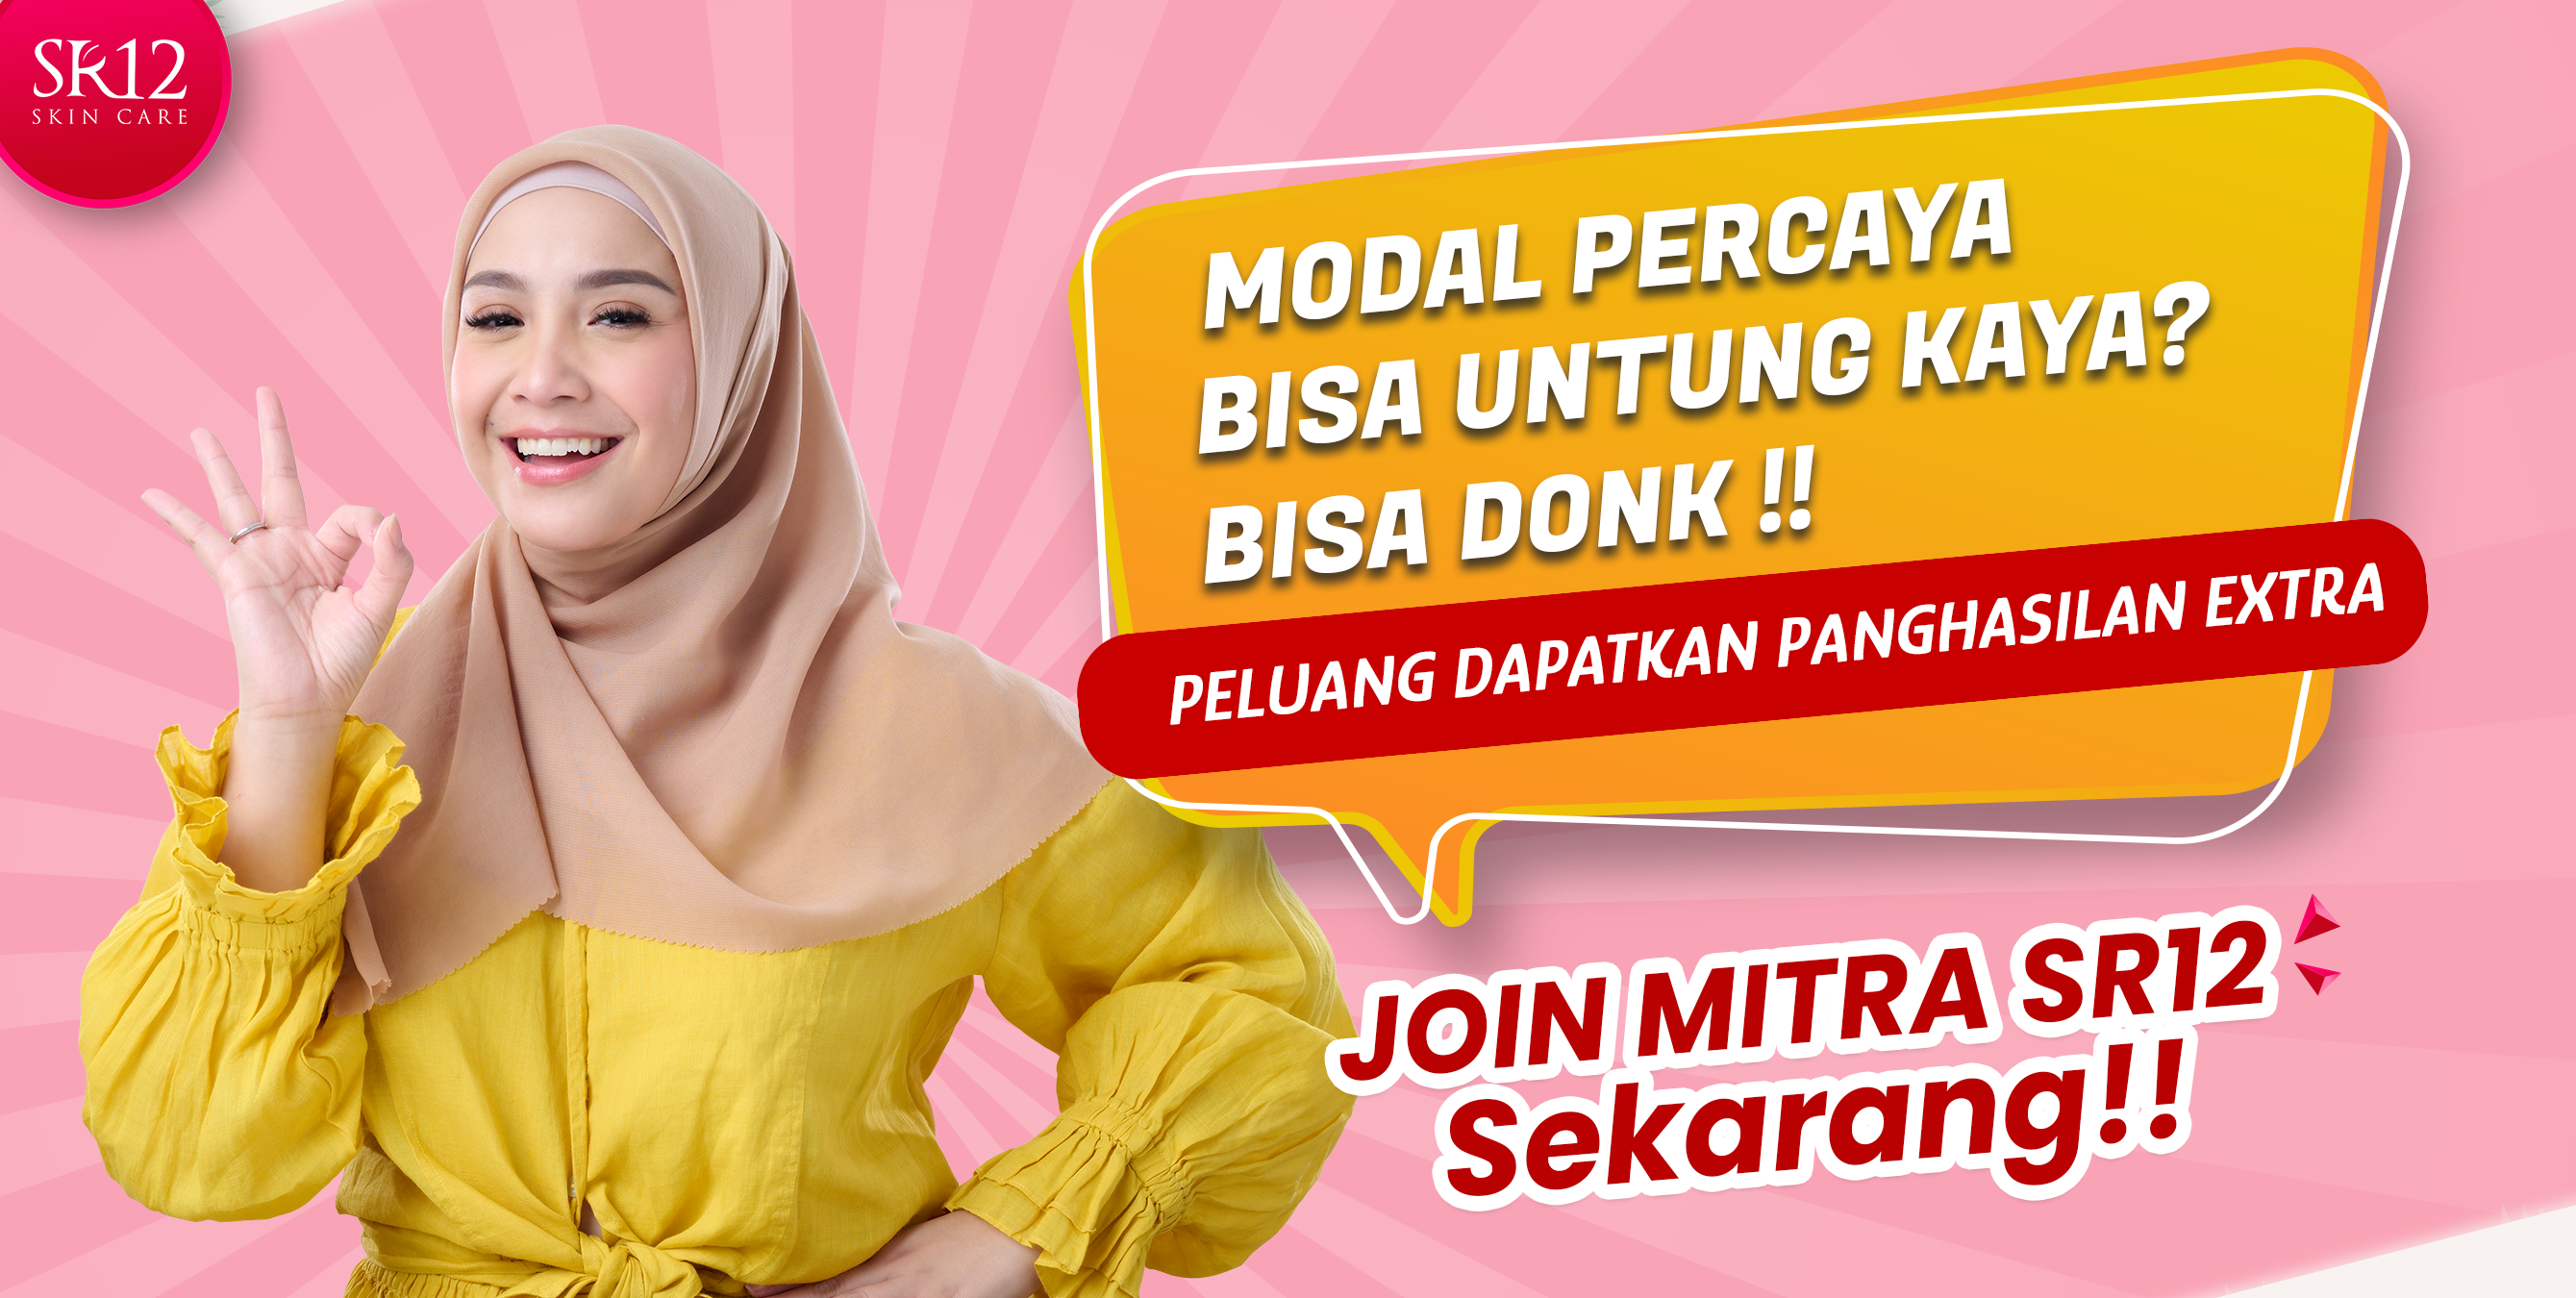 SR12
SKIN CARE
MODAL PERCAYA
BISA UNTUNG KAYA?
BISA DONK !!
PELUANG DAPATKAN PANGHASILAN EXTRA
JOIN MITRA SR12
Sekarang!!